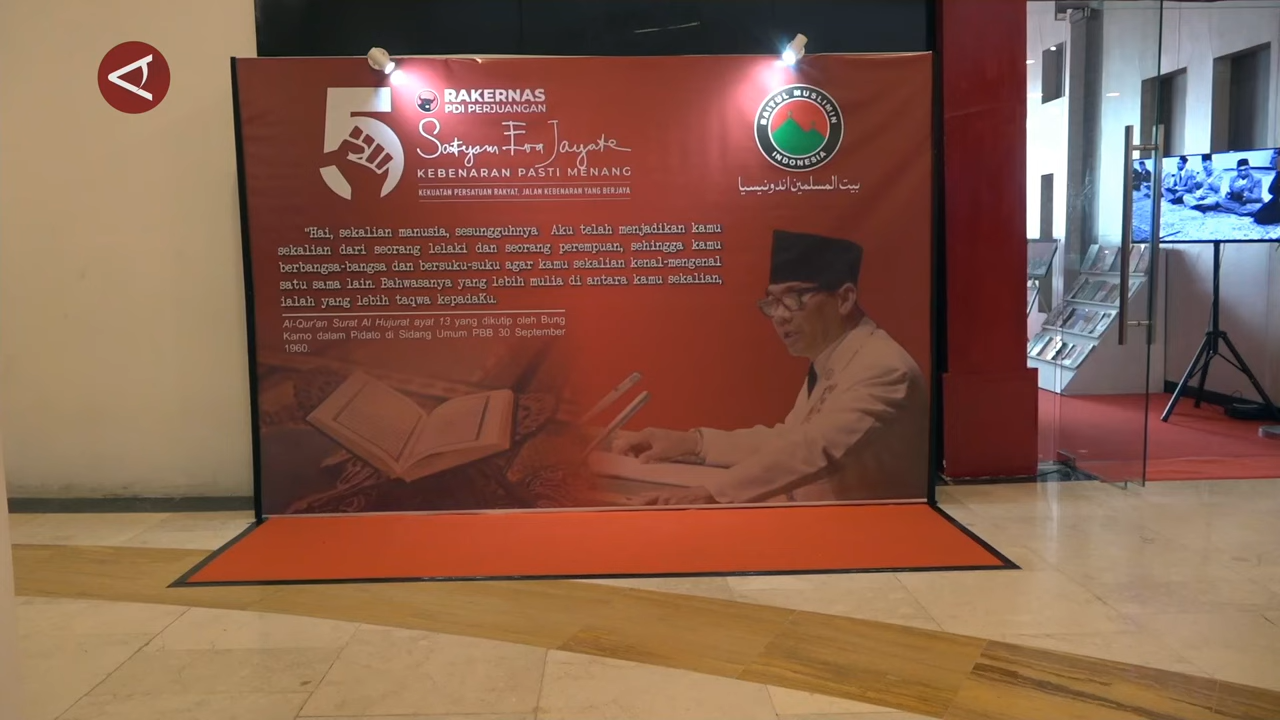 5
RAKERNAS
PDI PERJUANGAN
Satyam Eva Jayate
KEBENARAN PASTI MENANG
KEKUATAN PERSATUAN RAKYAT, JALAN KEBENARAN YANG BERJAYA
BAITUL MUSLIMIN
INDONESIA
بيت المسلمين اندونيسيا
"Hai, sekalian manusia, sesungguhnya Aku telah menjadikan kamu
sekalian dari seorang lelaki dan seorang perempuan, sehingga kamu
berbangsa-bangsa dan bersuku-suku agar kamu sekalian kenal-mengenal
satu sama lain. Bahwasanya yang lebih mulia di antara kamu sekalian,
ialah yang lebih taqwa kepadaKu.
Al-Qur'an Surat Al Hujurat ayat 13 yang dikutip oleh Bung
Karno dalam Pidato di Sidang Umum PBB 30 September
1960.